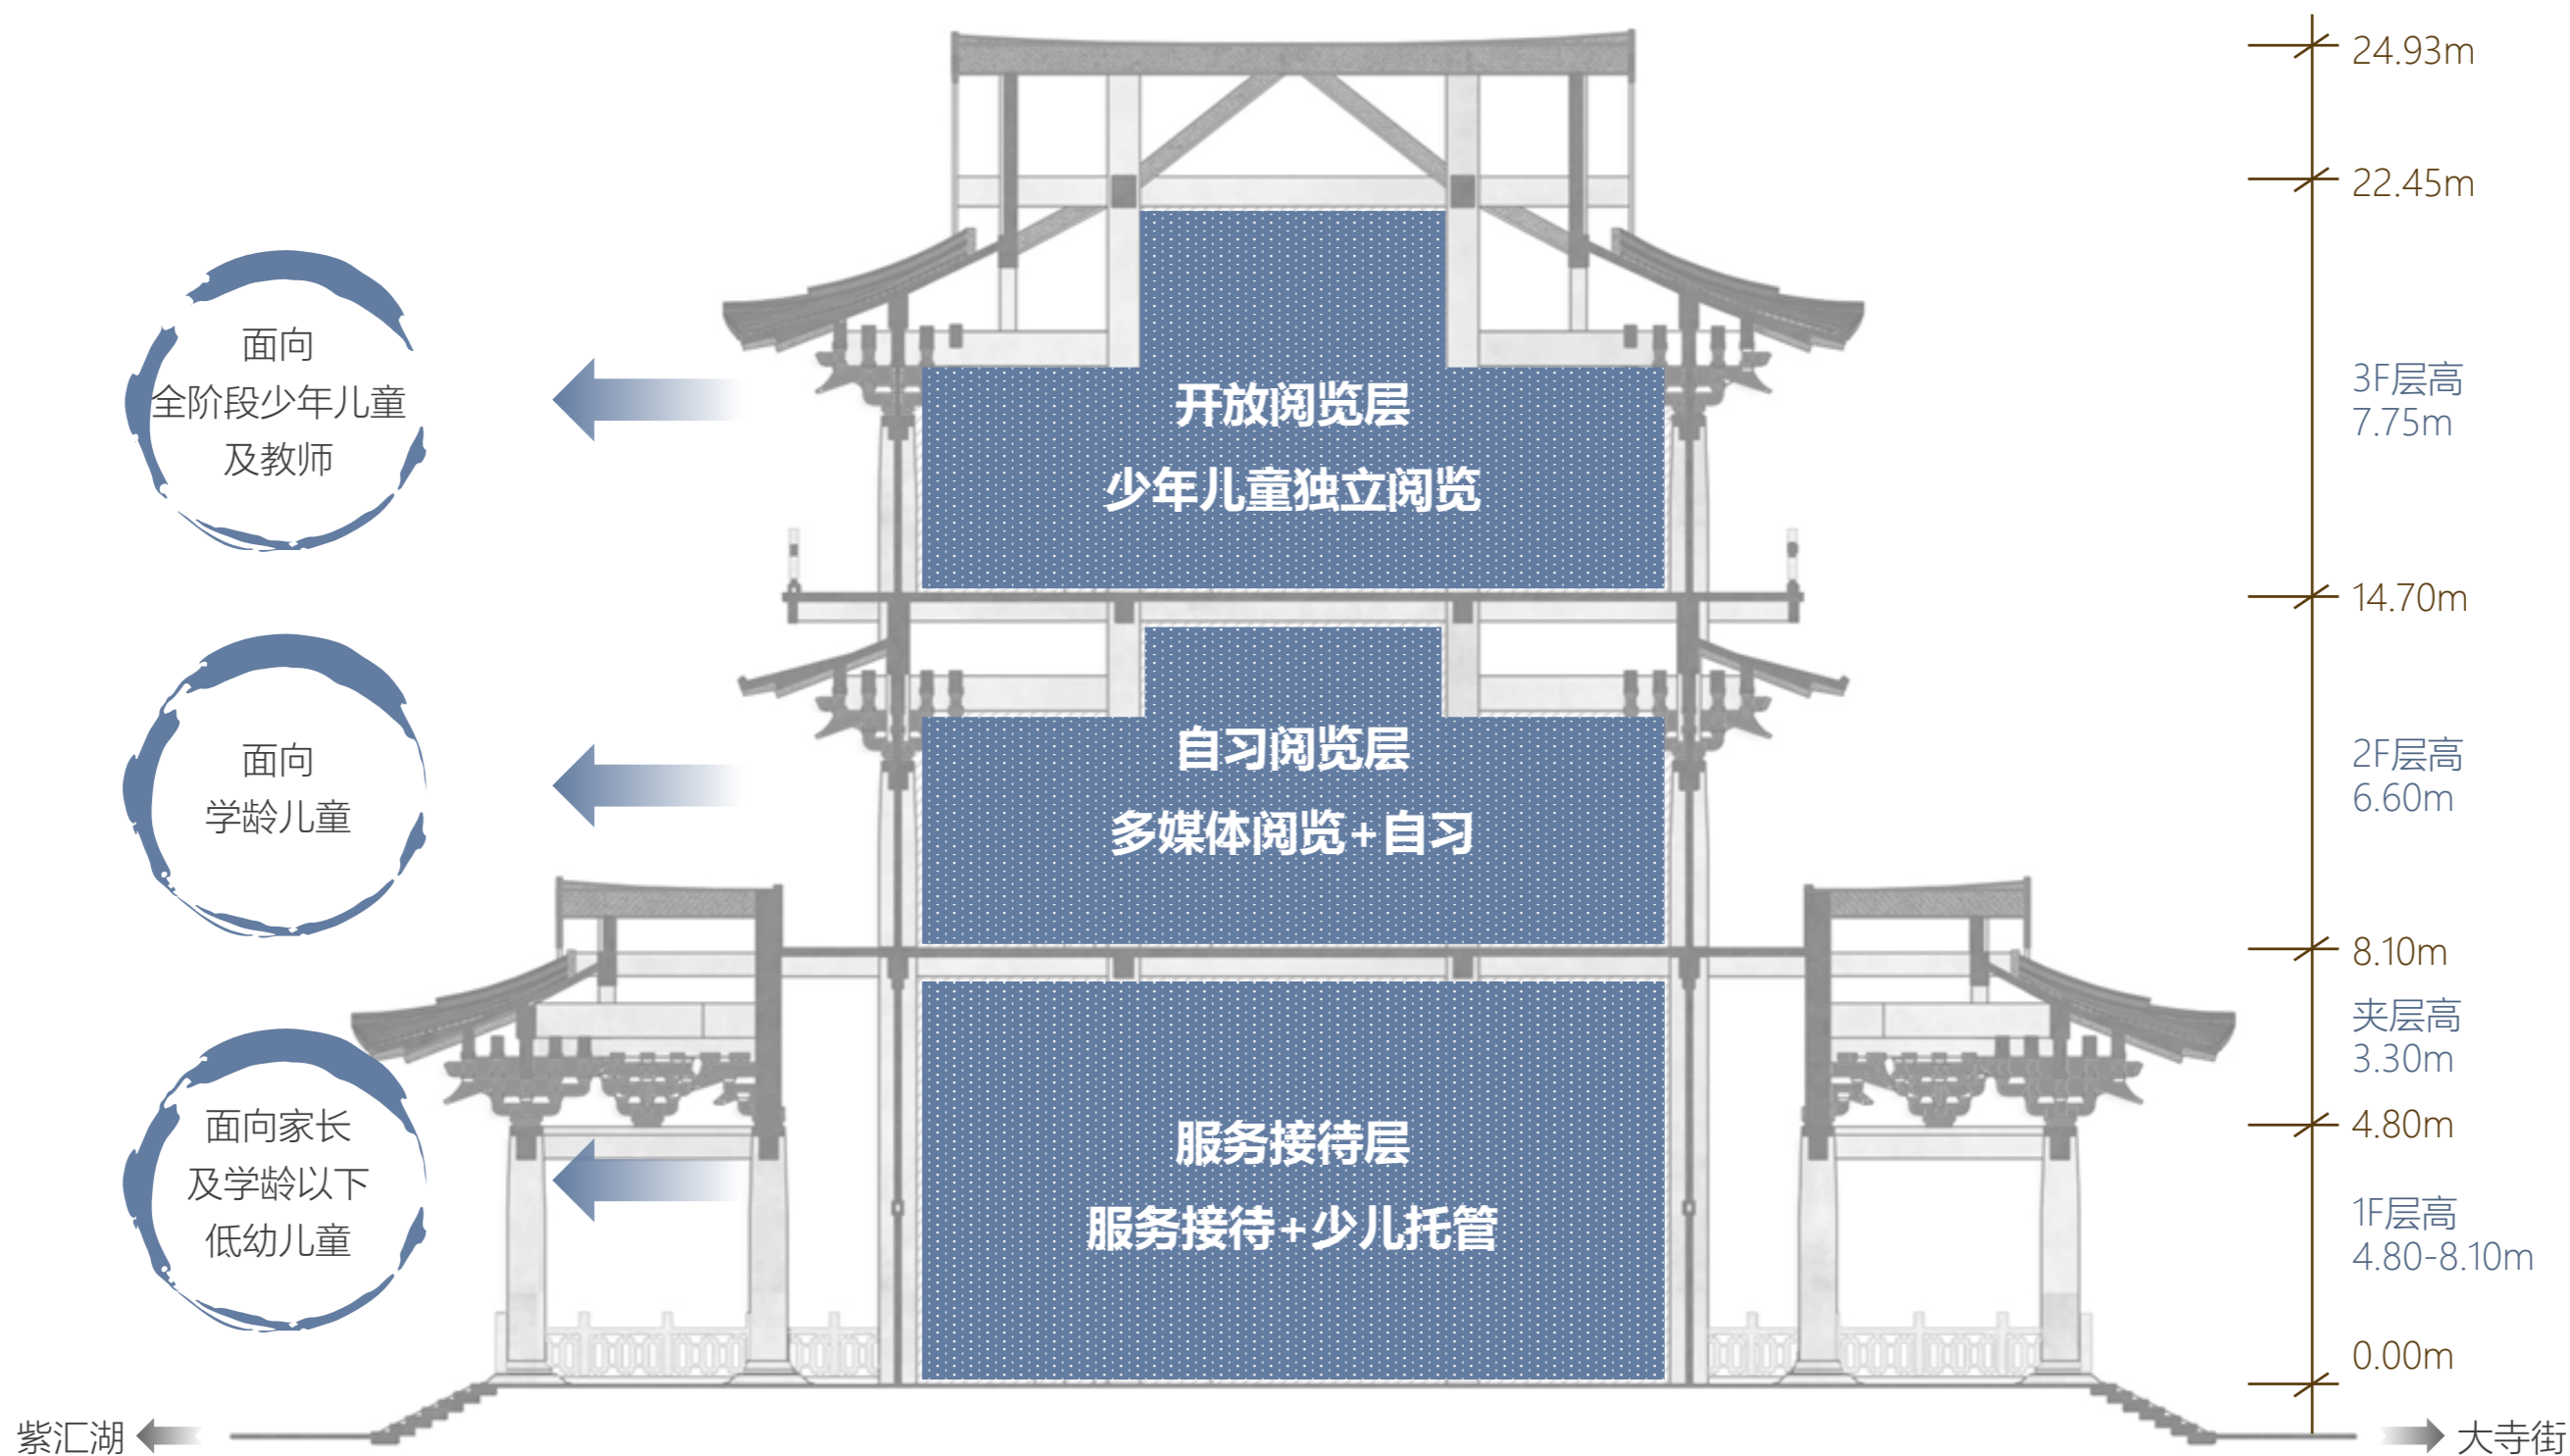 24.93m
22.45m
面向
全阶段少年儿童
及教师
开放阅览层
少年儿童独立阅览
3F层高
7.75m
14.70m
面向
学龄儿童
自习阅览层
多媒体阅览+自习
2F层高
6.60m
8.10m
夹层高
3.30m
4.80m
面向家长
及学龄以下
低幼儿童
服务接待层
服务接待+少儿托管
1F层高
4.80-8.10m
0.00m
紫汇湖
大寺街